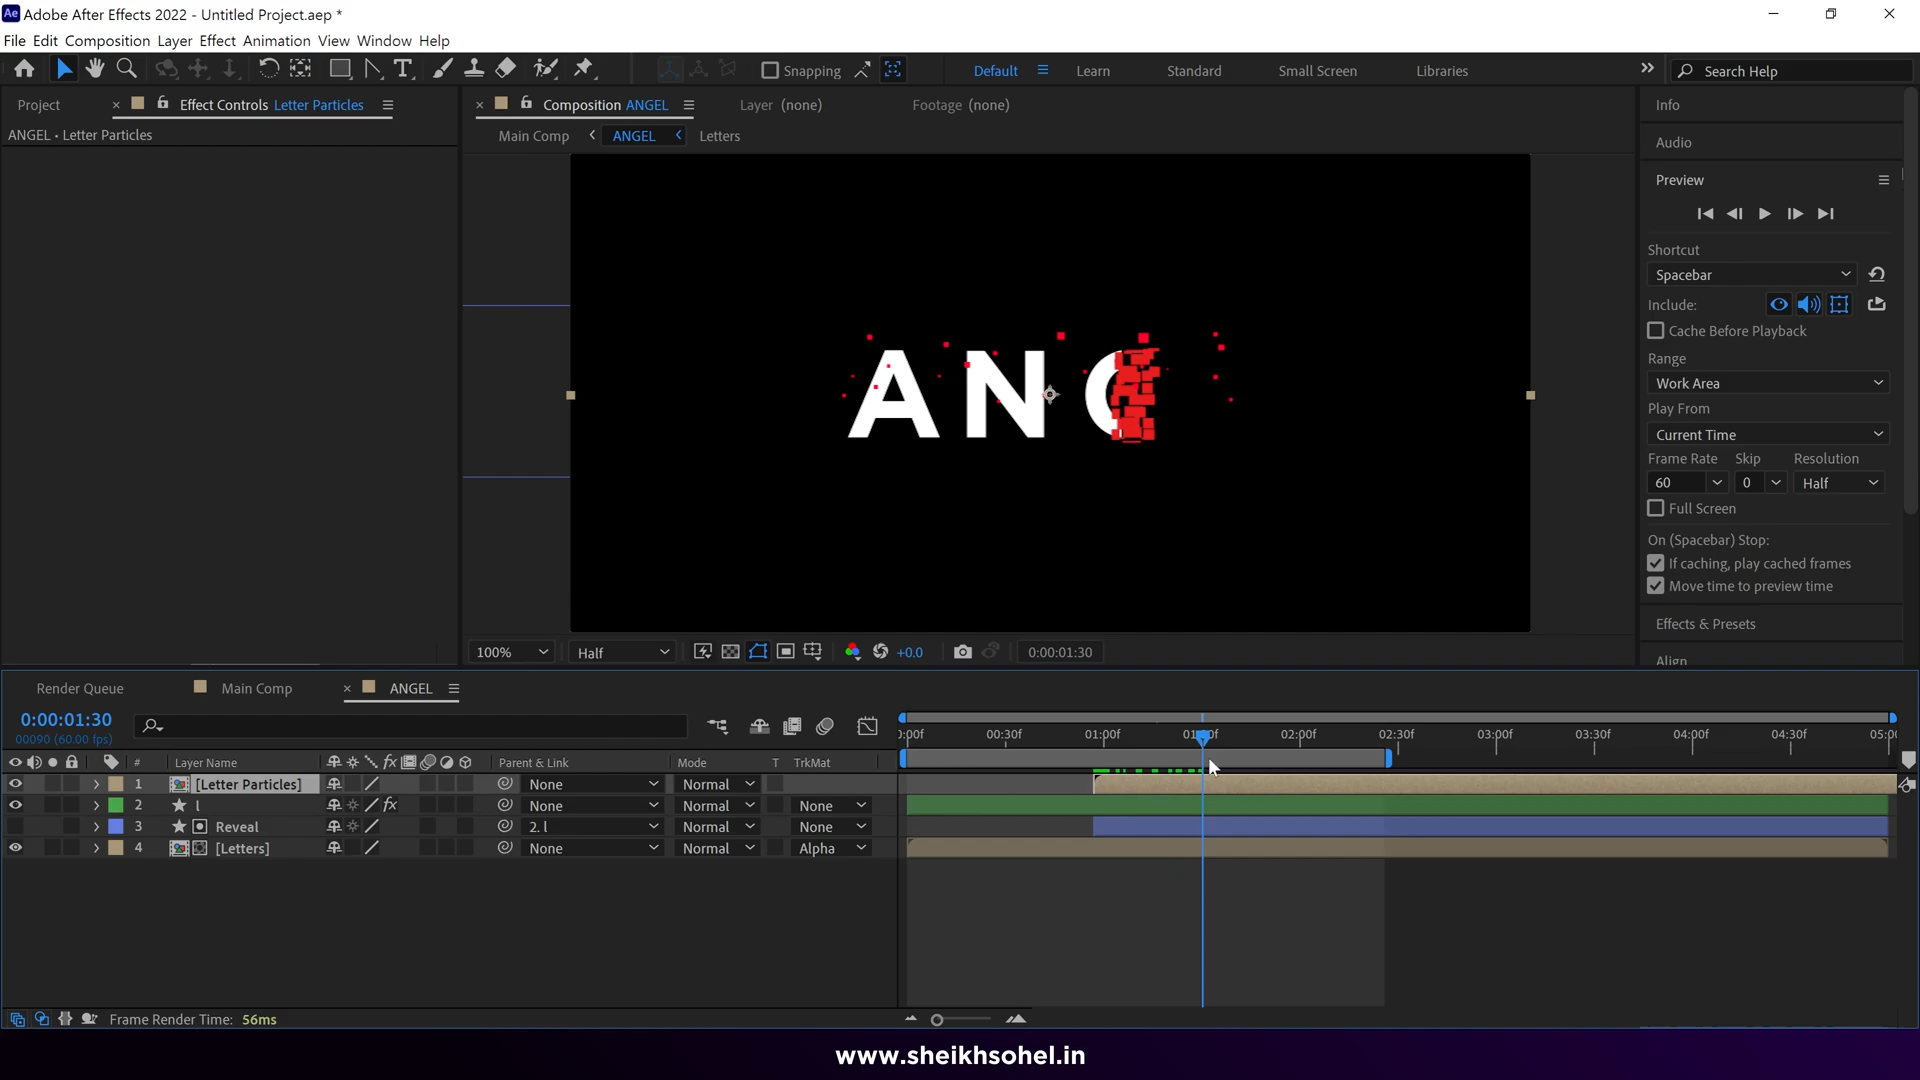 Ae Adobe After Effects 2022 - Untitled Project.aep *
File Edit Composition Layer Effect Animation View Window Help
Snapping Default Learn Standard Small Screen Libraries Search Help
Project Effect Controls Letter Particles Composition ANGEL Layer (none) Footage (none) Info
ANGEL • Letter Particles Main Comp ANGEL Letters
Audio
Preview
Shortcut
Spacebar
Include:
Cache Before Playback
Range
Work Area
Play From
Current Time
Frame Rate Skip Resolution
60 0 Half
Full Screen
On (Spacebar) Stop:
If caching, play cached frames
Move time to preview time
Effects & Presets
Align
AN
100% Half +0.0 0:00:01:30
Render Queue Main Comp ANGEL
0:00:01:30
00090 (60.00 fps)
:00f 00:30f 01:00f 02:00f 02:30f 03:00f 03:30f 04:00f 04:30f 05:00
# Layer Name fx Parent & Link Mode T TrkMat
1 [Letter Particles] None Normal
2 l fx None Normal None
3 Reveal 2. l Normal None
4 [Letters] None Normal Alpha
Frame Render Time: 56ms
www.sheikhsohel.in